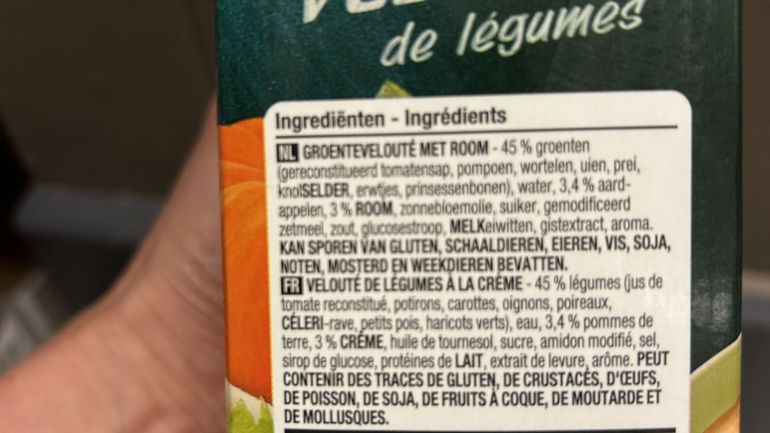 de légumes
Ingrediënten - Ingrédients
NL GROENTEVELOUTÉ MET ROOM - 45 % groenten
(gereconstitueerd tomatensap, pompoen, wortelen, uien, prei,
knolSELDER, erwtjes, prinsessenbonen), water, 3,4 % aard-
appelen, 3 % ROOM, zonnebloemolie, suiker, gemodificeerd
zetmeel, zout, glucosestroop, MELKeiwitten, gistextract, aroma.
KAN SPOREN VAN GLUTEN, SCHAALDIEREN, EIEREN, VIS, SOJA,
NOTEN, MOSTERD EN WEEKDIEREN BEVATTEN.
FR VELOUTÉ DE LÉGUMES À LA CRÈME - 45 % légumes (jus de
tomate reconstitué, potirons, carottes, oignons, poireaux,
CÉLERI-rave, petits pois, haricots verts), eau, 3,4 % pommes de
terre, 3 % CRÈME, huile de tournesol, sucre, amidon modifié, sel,
sirop de glucose, protéines de LAIT, extrait de levure, arôme. PEUT
CONTENIR DES TRACES DE GLUTEN, DE CRUSTACÉS, D'ŒUFS,
DE POISSON, DE SOJA, DE FRUITS À COQUE, DE MOUTARDE ET
DE MOLLUSQUES.